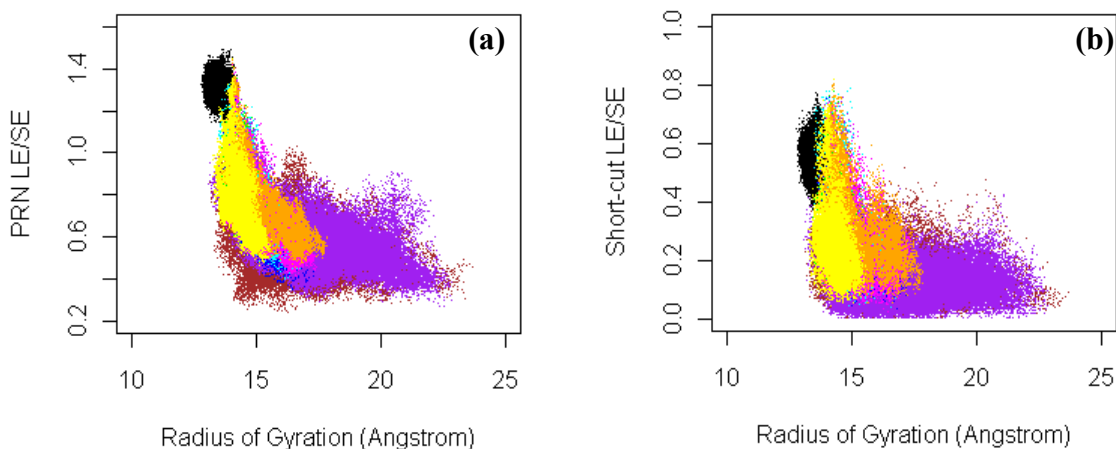 (a)
PRN LE/SE
1.4
1.0
0.6
0.2
10 15 20 25
Radius of Gyration (Angstrom)
(b)
Short-cut LE/SE
1.0
0.8
0.6
0.4
0.2
0.0
10 15 20 25
Radius of Gyration (Angstrom)